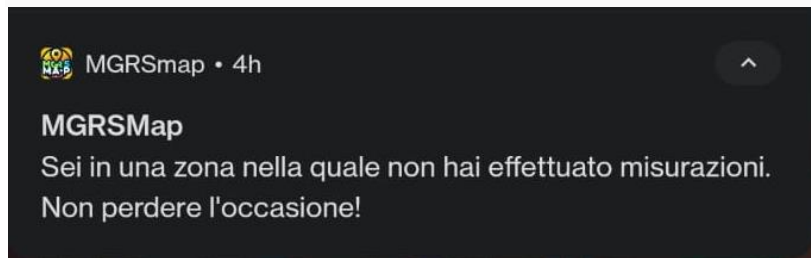 MGRSmap • 4h
MGRSMap
Sei in una zona nella quale non hai effettuato misurazioni.
Non perdere l'occasione!